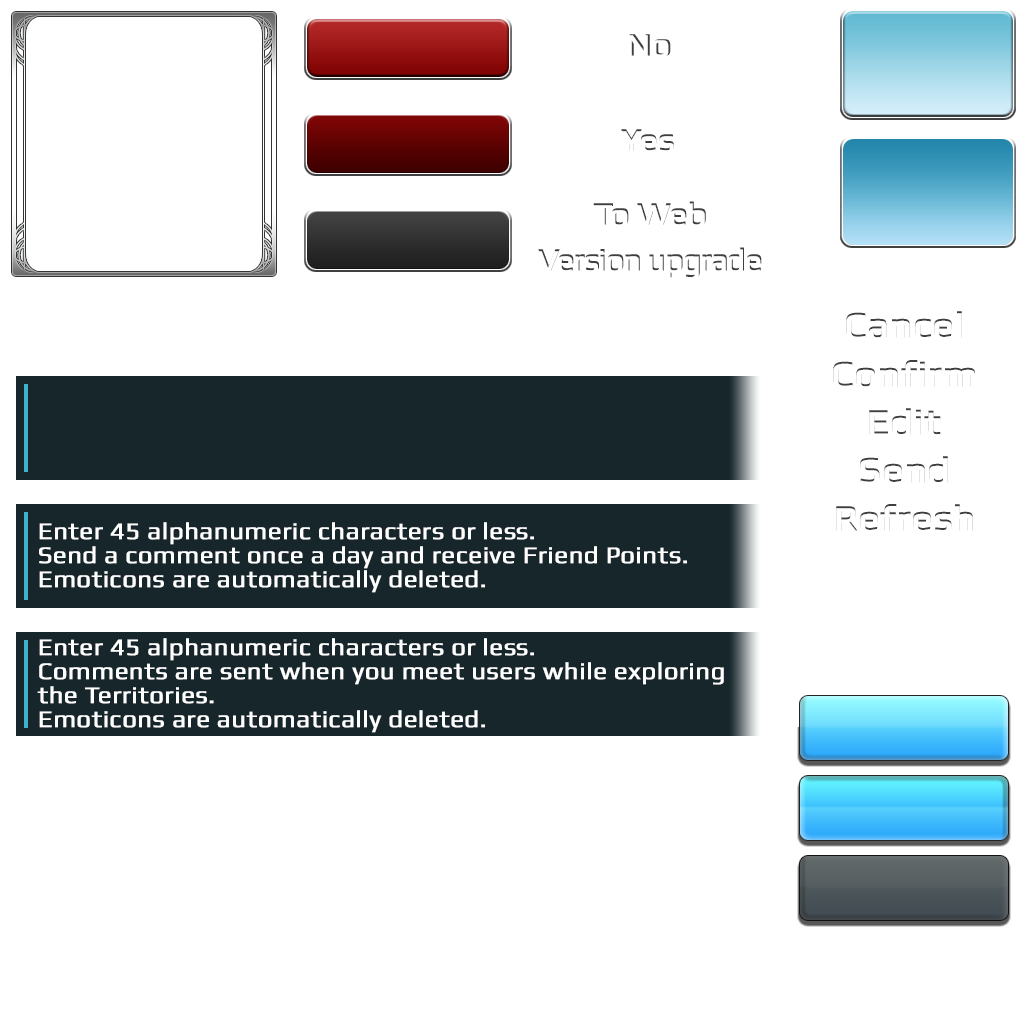 No
Yes
To Web
Version upgrade
Cancel
Confirm
Edit
Send
Refresh
Enter 45 alphanumeric characters or less.
Send a comment once a day and receive Friend Points.
Emoticons are automatically deleted.
Enter 45 alphanumeric characters or less.
Comments are sent when you meet users while exploring
the Territories.
Emoticons are automatically deleted.